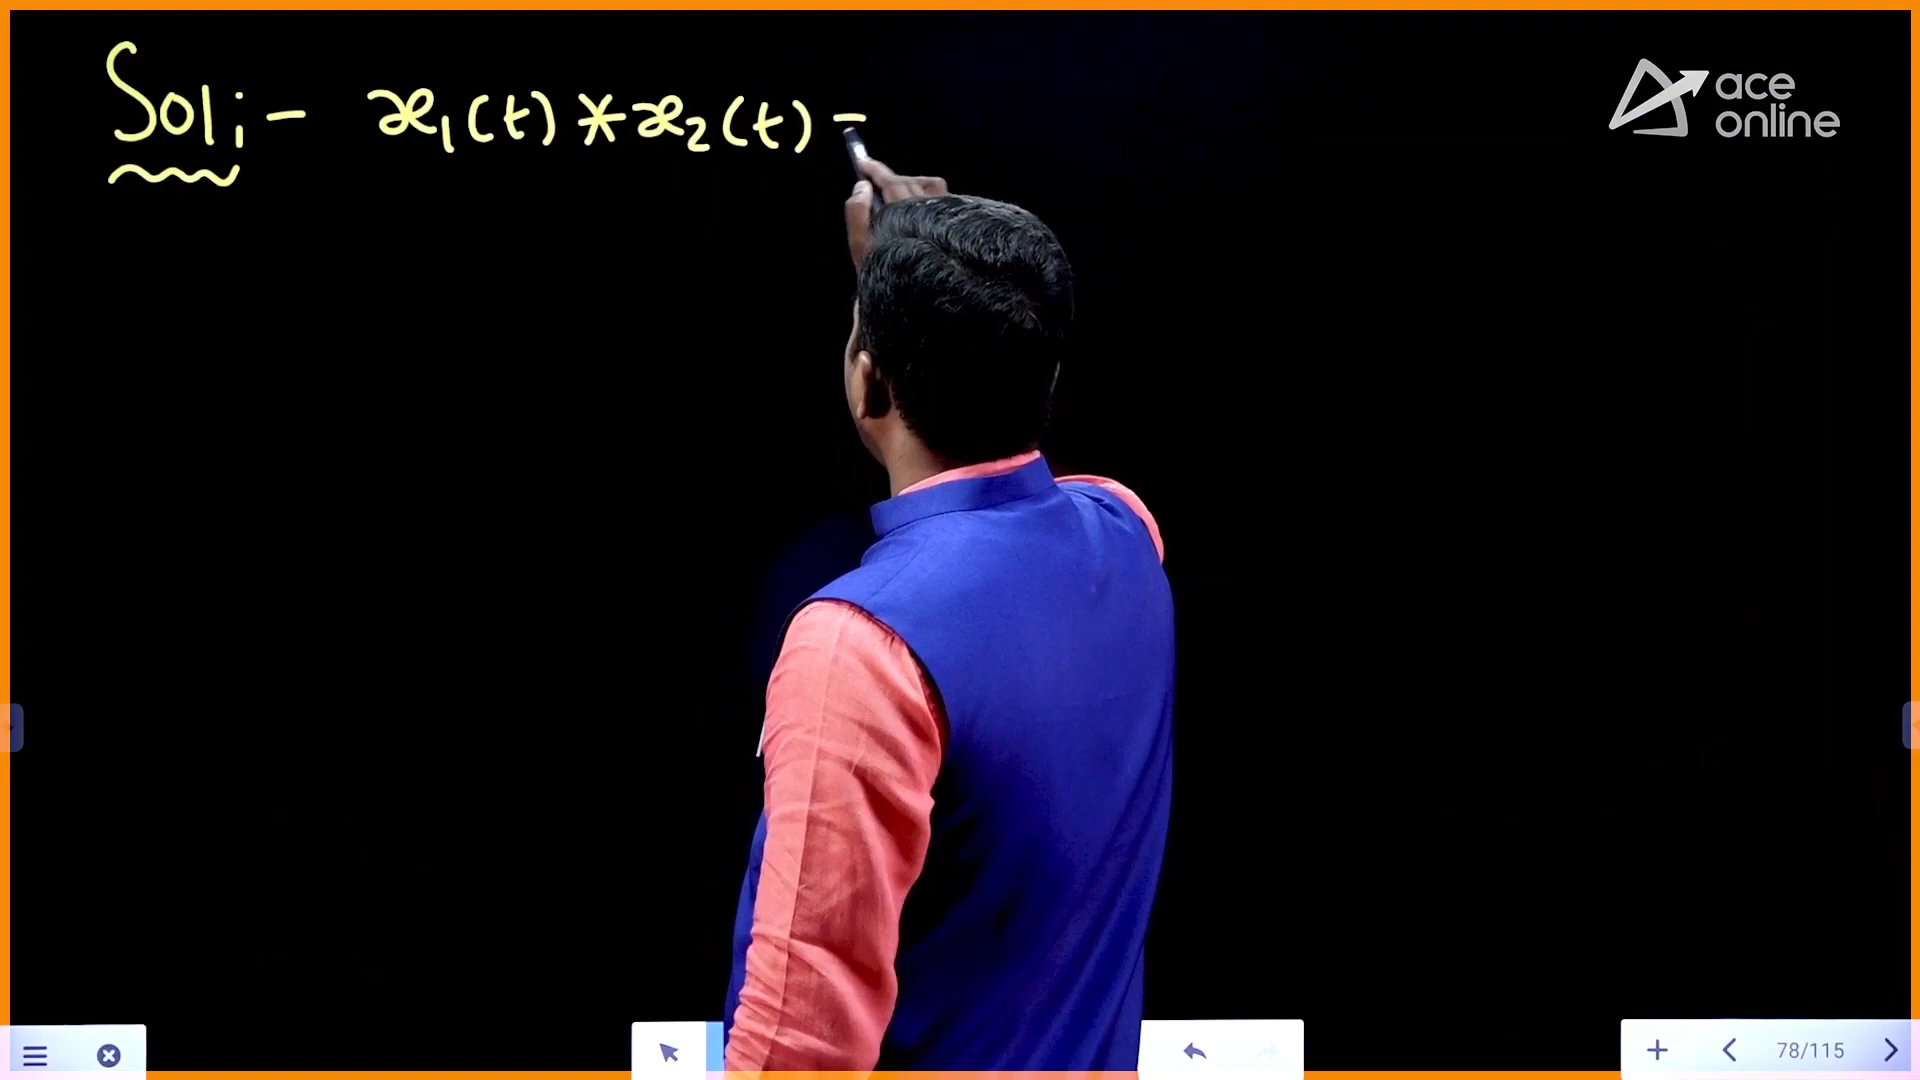 Sol:- x₁(t) * x₂(t) =
ace
online
78/115